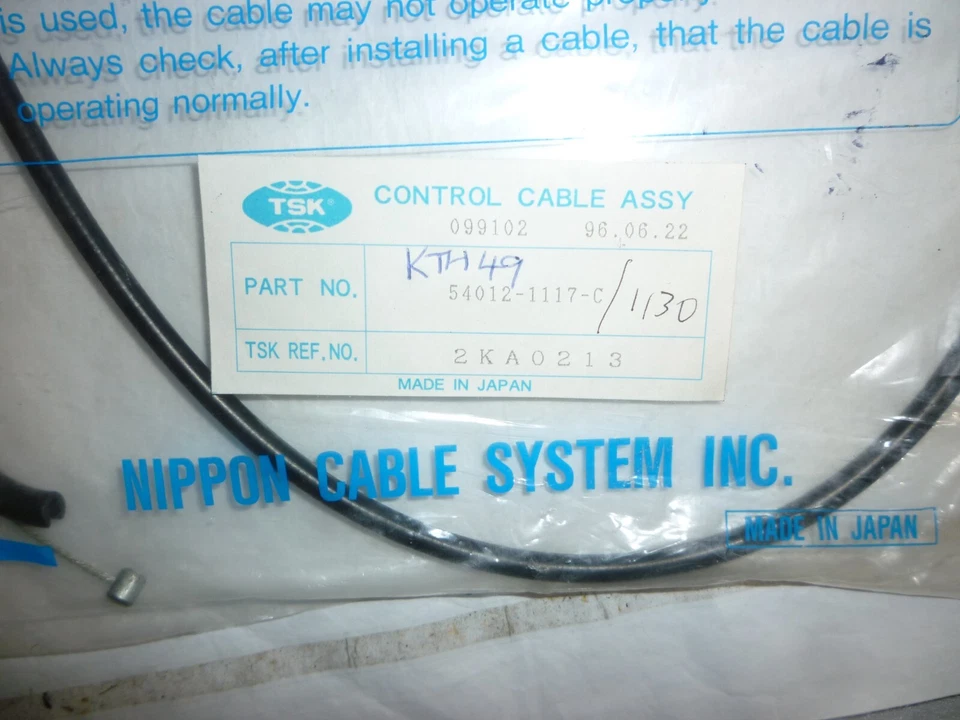 is used, the cable may not operate properly.
Always check, after installing a cable, that the cable is
operating normally.
TSK
CONTROL CABLE ASSY
099102 96.06.22
KTH49
PART NO. 54012-1117-C/1130
TSK REF.NO. 2KA0213
MADE IN JAPAN
NIPPON CABLE SYSTEM INC.
MADE IN JAPAN